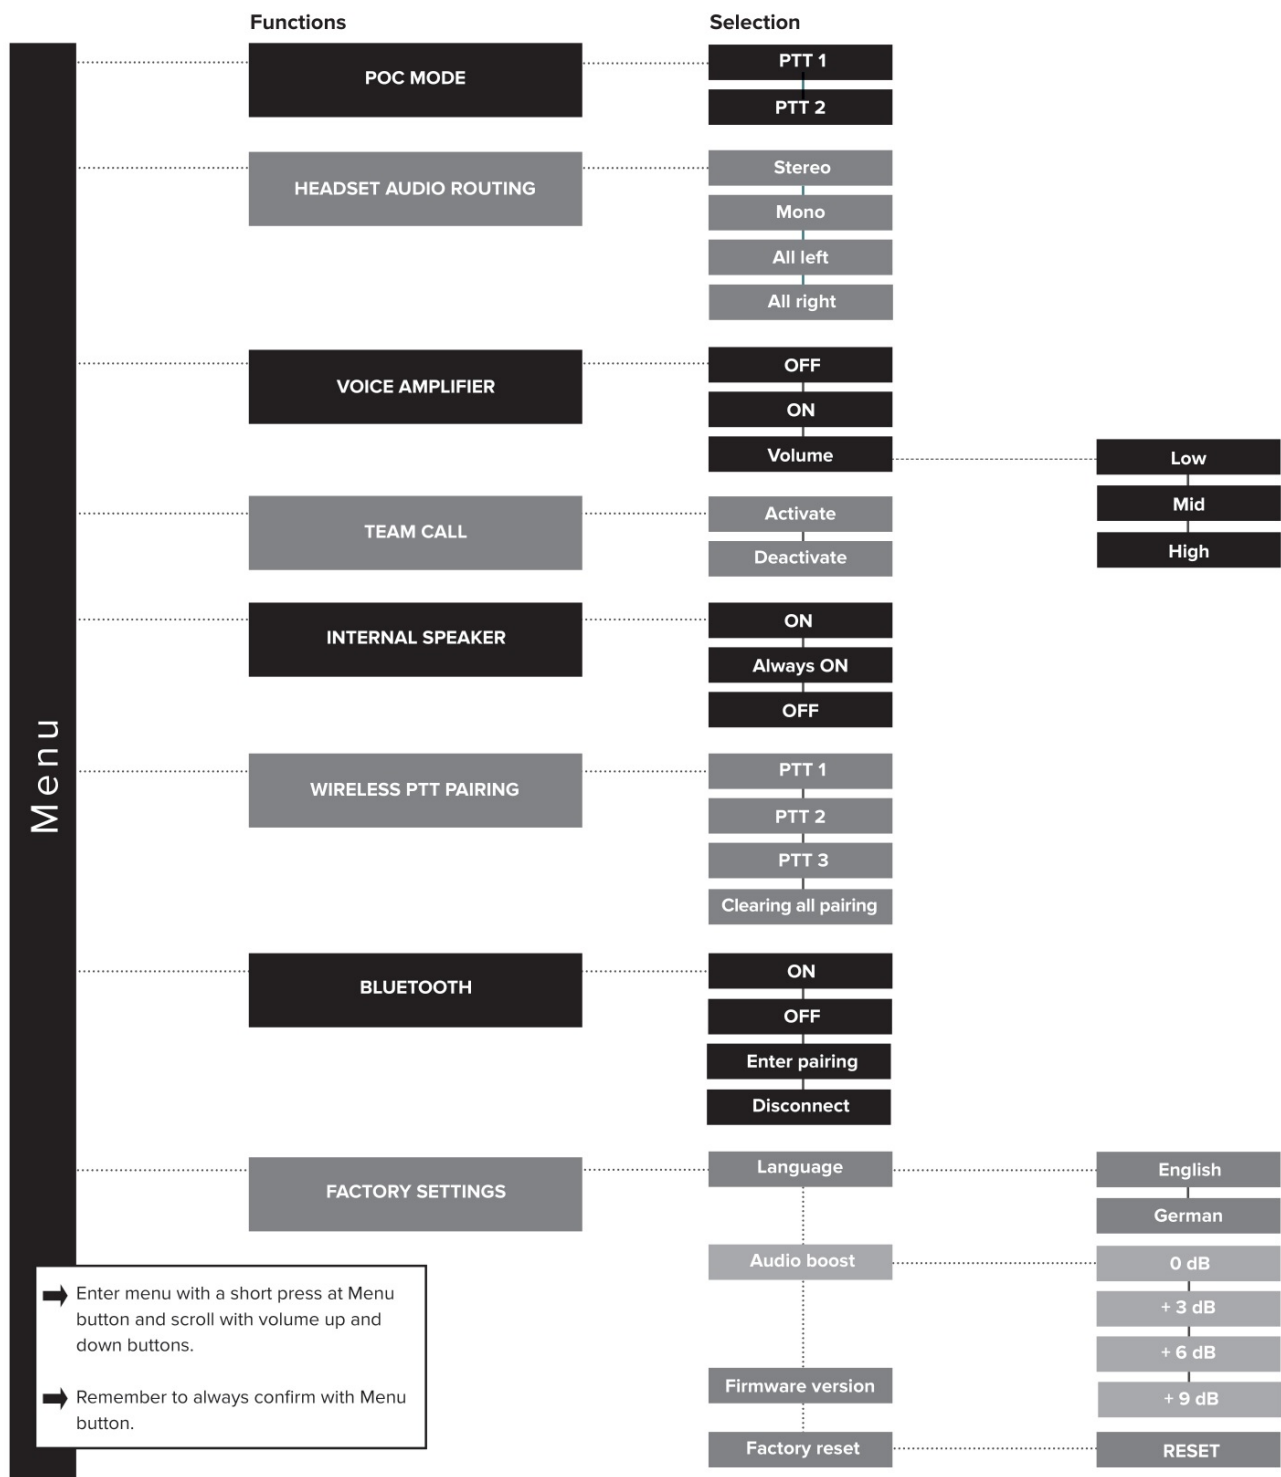 Functions
Selection
Menu
POC MODE
PTT 1
PTT 2
HEADSET AUDIO ROUTING
Stereo
Mono
All left
All right
VOICE AMPLIFIER
OFF
ON
Volume
Low
Mid
High
TEAM CALL
Activate
Deactivate
INTERNAL SPEAKER
ON
Always ON
OFF
WIRELESS PTT PAIRING
PTT 1
PTT 2
PTT 3
Clearing all pairing
BLUETOOTH
ON
OFF
Enter pairing
Disconnect
FACTORY SETTINGS
Language
English
German
Audio boost
0 dB
+ 3 dB
+ 6 dB
+ 9 dB
Firmware version
Factory reset
RESET
Enter menu with a short press at Menu
button and scroll with volume up and
down buttons.
Remember to always confirm with Menu
button.